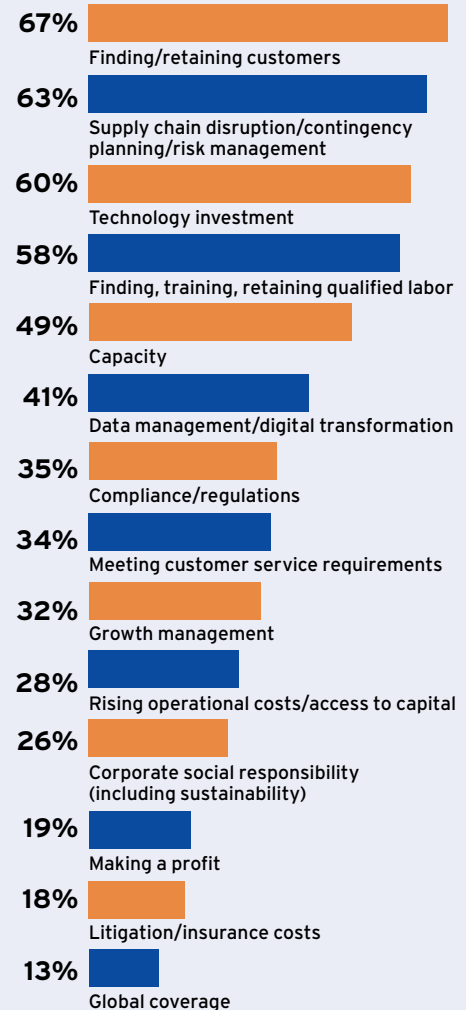 67%
Finding/retaining customers
63%
Supply chain disruption/contingency
planning/risk management
60%
Technology investment
58%
Finding, training, retaining qualified labor
49%
Capacity
41%
Data management/digital transformation
35%
Compliance/regulations
34%
Meeting customer service requirements
32%
Growth management
28%
Rising operational costs/access to capital
26%
Corporate social responsibility
(including sustainability)
19%
Making a profit
18%
Litigation/insurance costs
13%
Global coverage